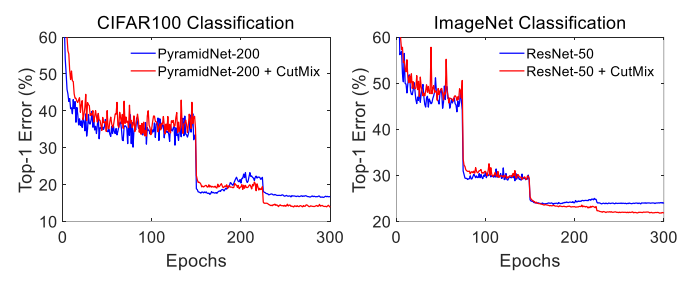 CIFAR100 Classification
Top-1 Error (%)
60
50
40
30
20
10
PyramidNet-200
PyramidNet-200 + CutMix
0
100
200
300
Epochs
ImageNet Classification
Top-1 Error (%)
60
50
40
30
20
ResNet-50
ResNet-50 + CutMix
0
100
200
300
Epochs